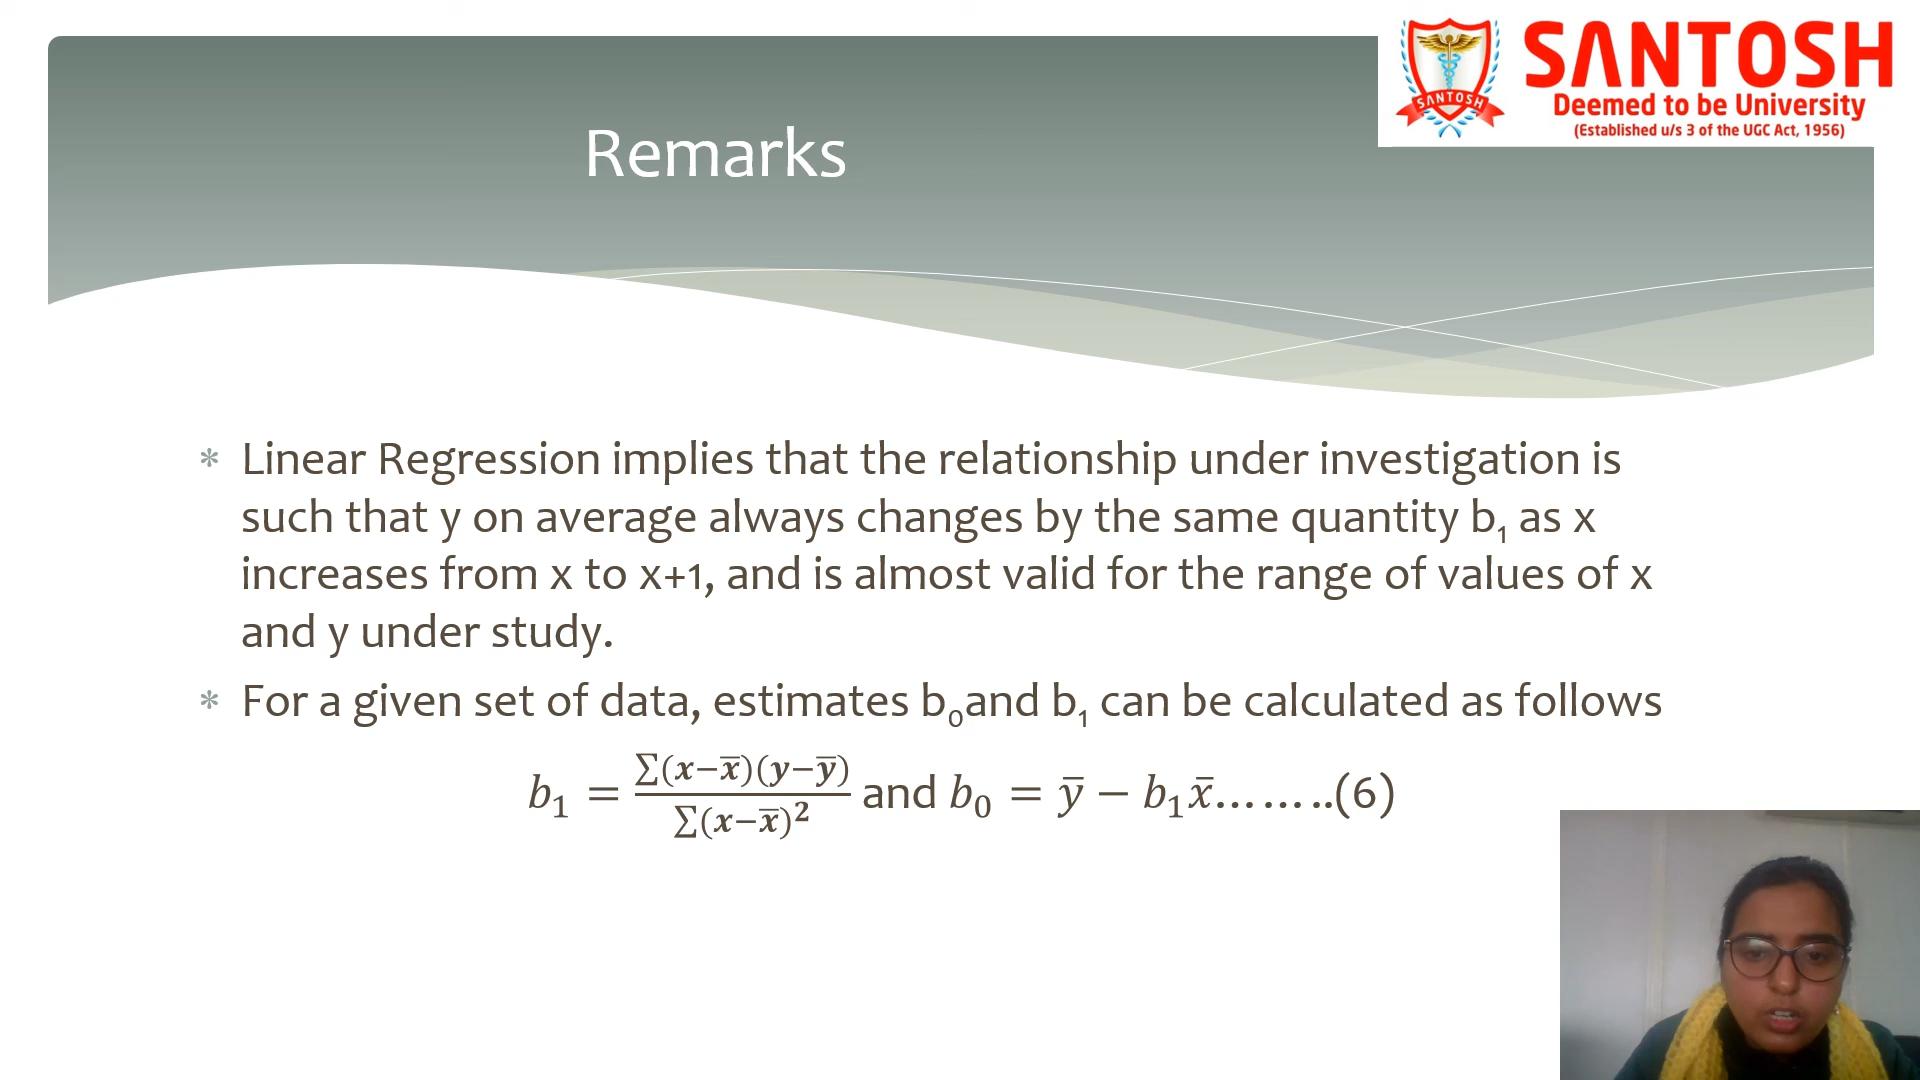 SANTOSH
SANTOSH
Deemed to be University
(Established u/s 3 of the UGC Act, 1956)
Remarks
* Linear Regression implies that the relationship under investigation is
such that y on average always changes by the same quantity b₁ as x
increases from x to x+1, and is almost valid for the range of values of x
and y under study.
* For a given set of data, estimates b₀and b₁ can be calculated as follows
b₁ = ∑(x−x̅)(y−y̅) / ∑(x−x̅)² and b₀ = y̅ − b₁x̅……..(6)